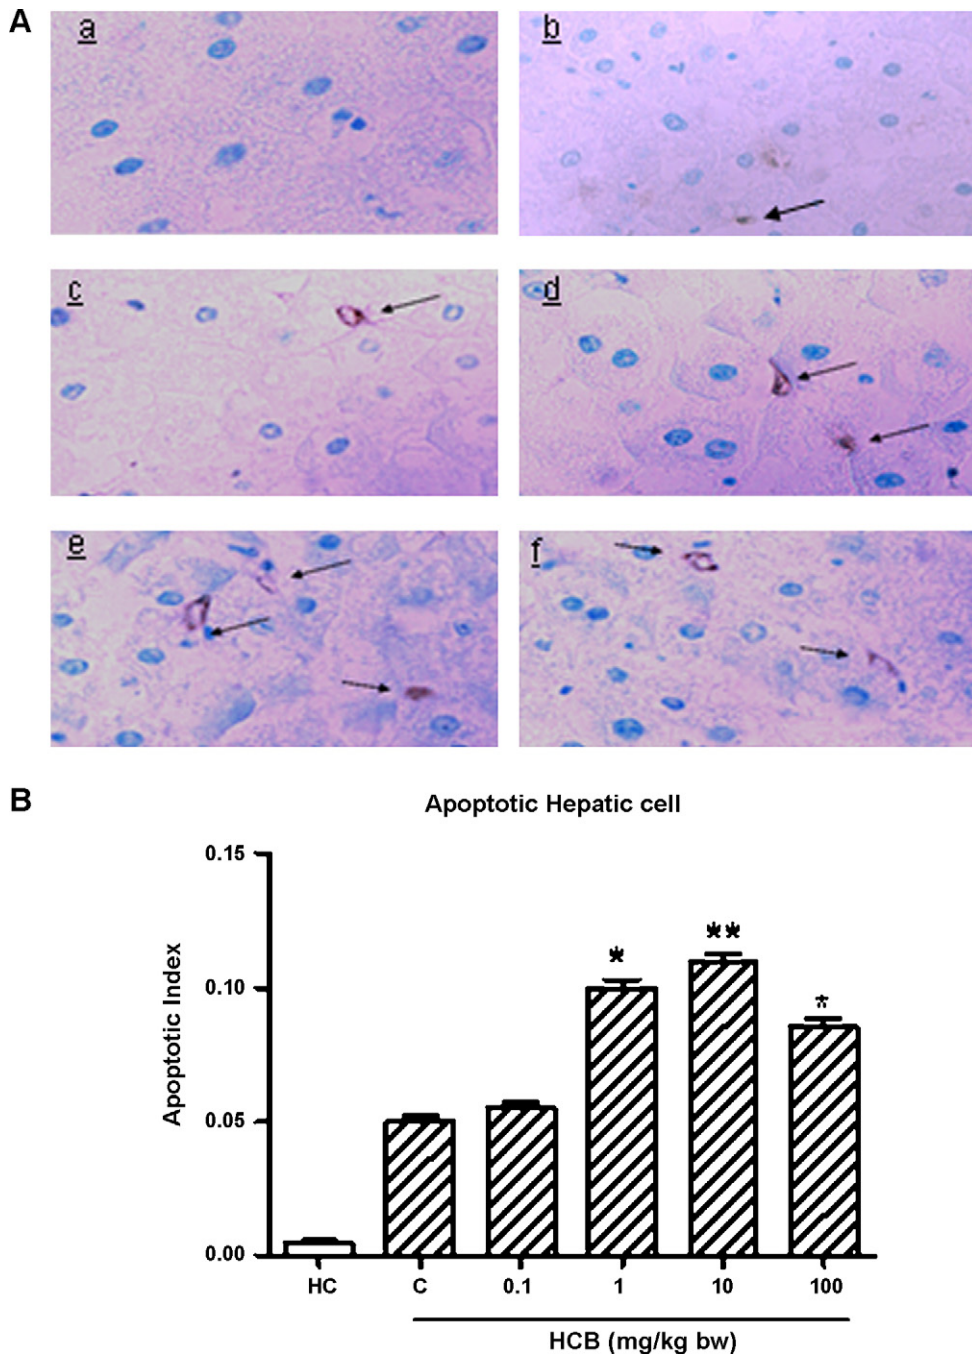 A
a
b
c
d
e
f
B
Apoptotic Hepatic cell
0.15
**
*
0.10
*
Apoptotic Index
0.05
0.00
HC C 0.1 1 10 100
HCB (mg/kg bw)